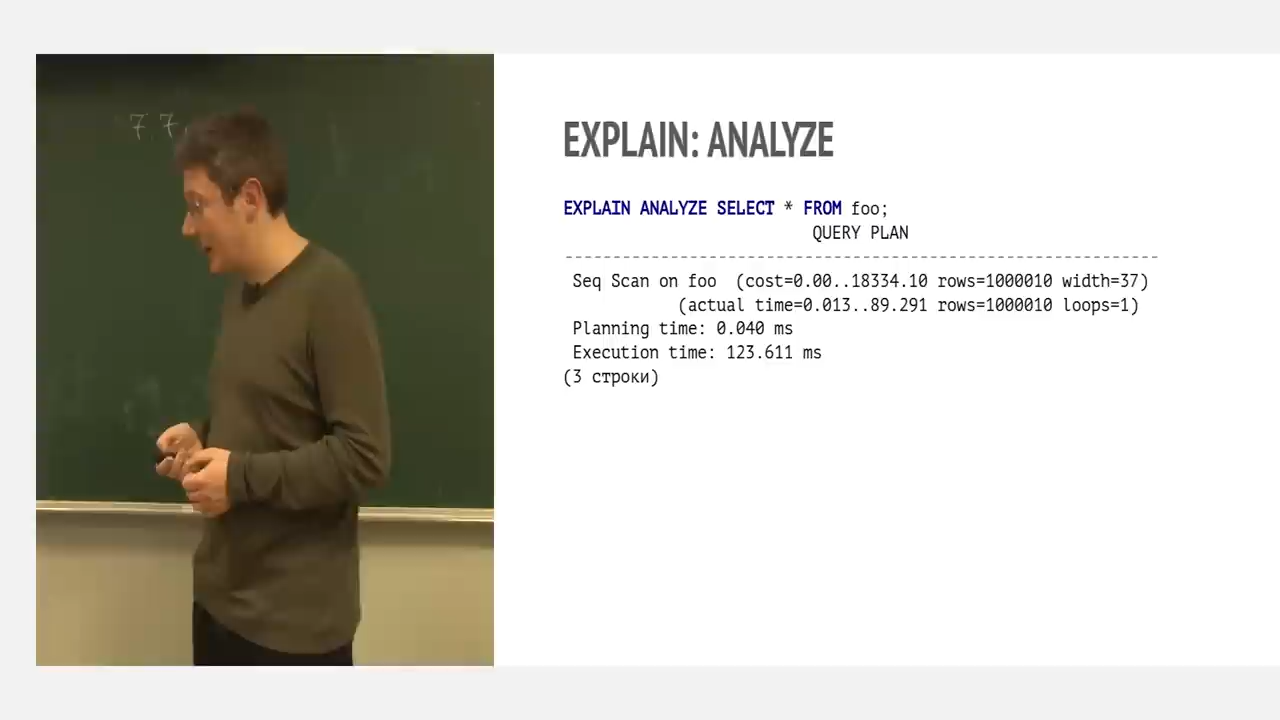 7.7.
EXPLAIN: ANALYZE
EXPLAIN ANALYZE SELECT * FROM foo;
QUERY PLAN
--------------------------------------------------------------
Seq Scan on foo (cost=0.00..18334.10 rows=1000010 width=37)
(actual time=0.013..89.291 rows=1000010 loops=1)
Planning time: 0.040 ms
Execution time: 123.611 ms
(3 строки)